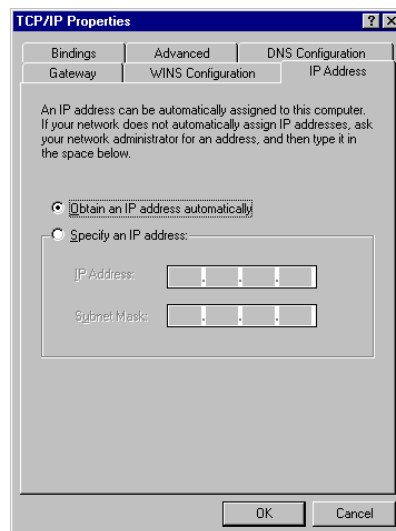 TCP/IP Properties
Bindings Advanced DNS Configuration
Gateway WINS Configuration IP Address
An IP address can be automatically assigned to this computer.
If your network does not automatically assign IP addresses, ask
your network administrator for an address, and then type it in
the space below.
Obtain an IP address automatically
Specify an IP address:
IP Address:
Subnet Mask:
OK Cancel